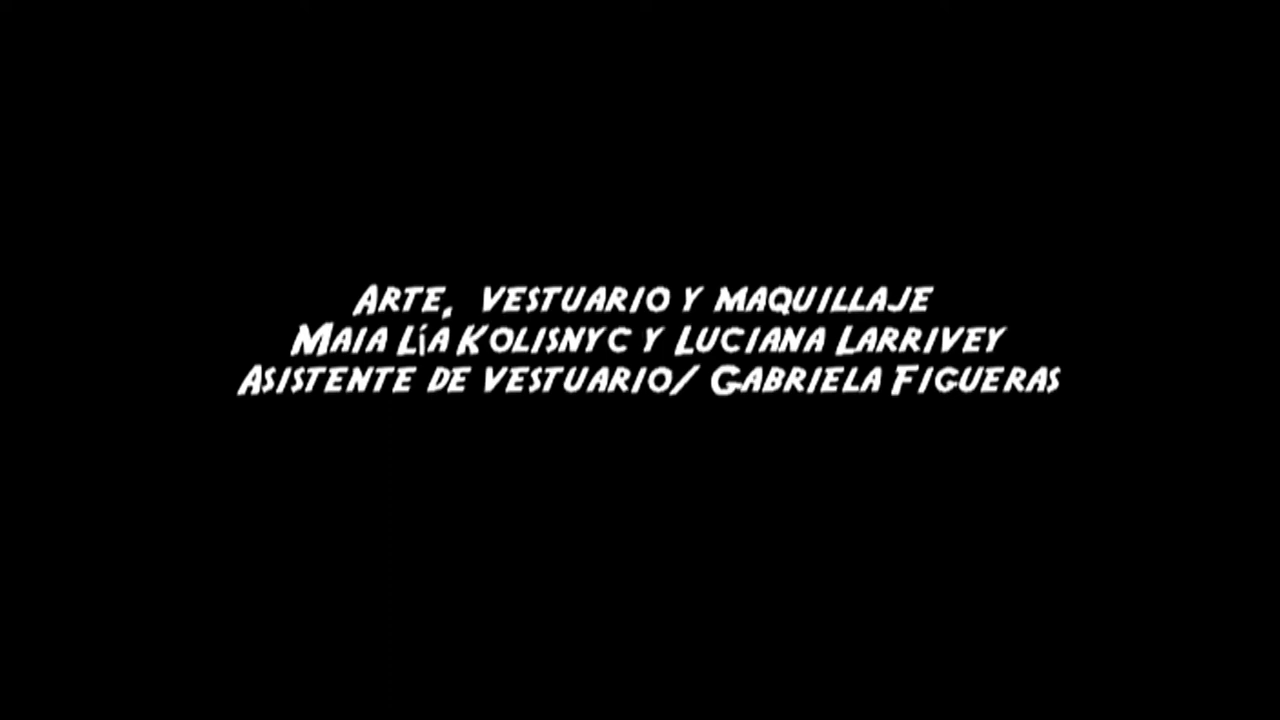 Arte, vestuario y maquillaje
Maia Lía Kolisnyc y Luciana Larrivey
Asistente de vestuario/ Gabriela Figueras